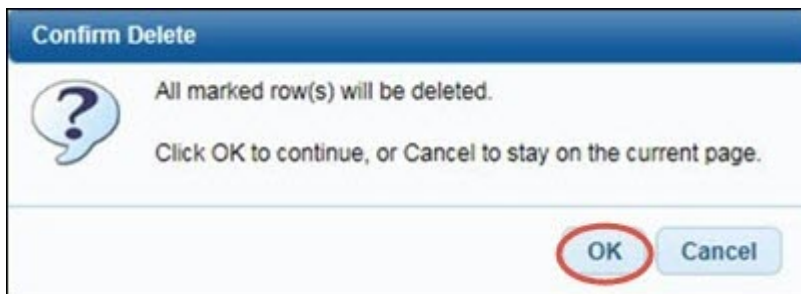 Confirm Delete
All marked row(s) will be deleted.
Click OK to continue, or Cancel to stay on the current page.
OK Cancel